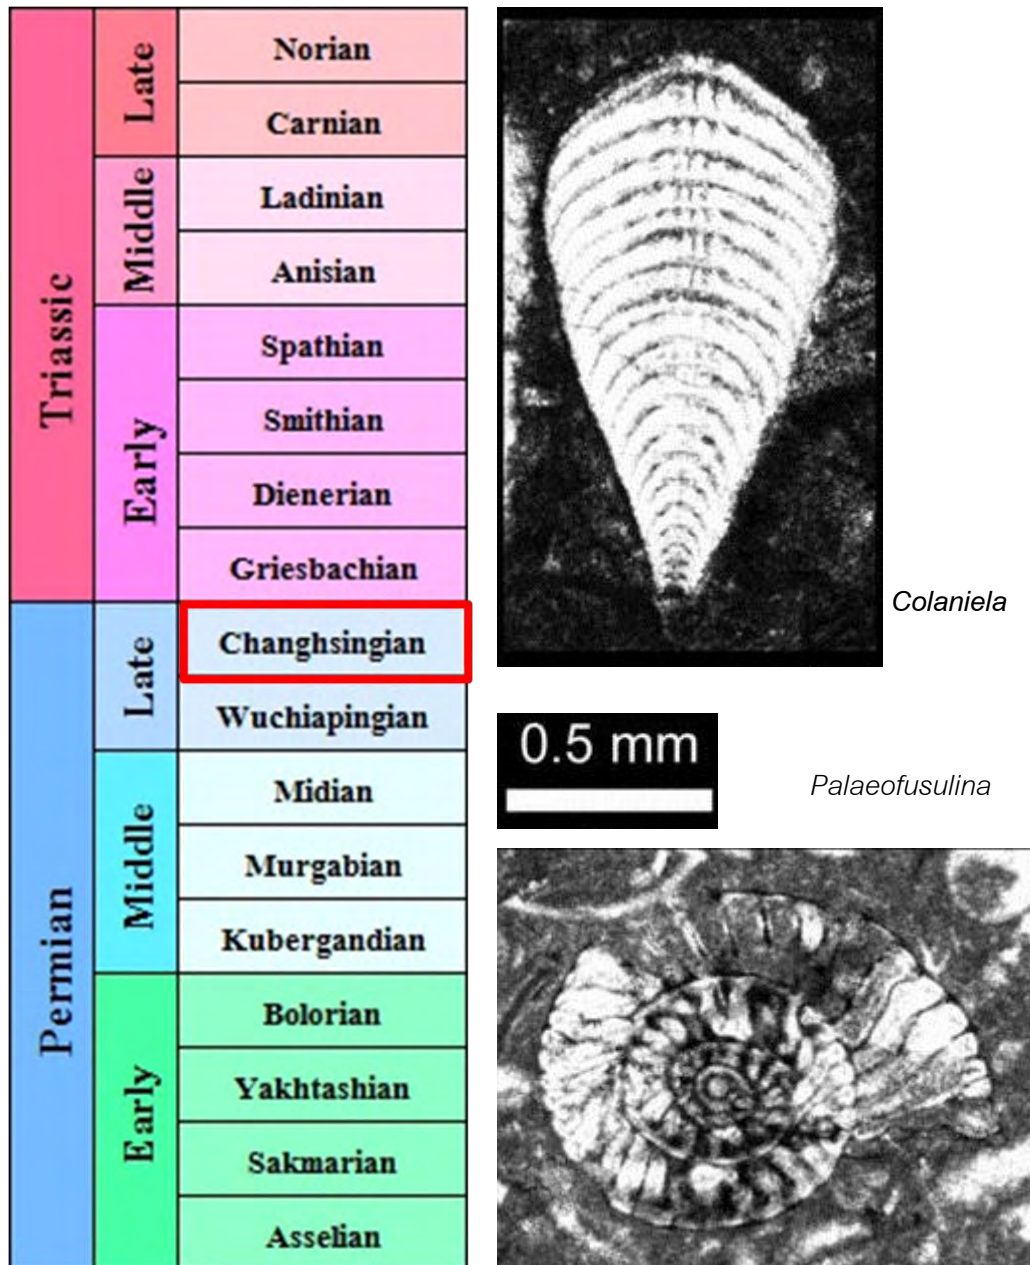 Triassic
Late
Norian
Carnian
Middle
Ladinian
Anisian
Early
Spathian
Smithian
Dienerian
Griesbachian
Permian
Late
Changhsingian
Wuchiapingian
Middle
Midian
Murgabian
Kubergandian
Early
Bolorian
Yakhtashian
Sakmarian
Asselian
Colaniela
0.5 mm
Palaeofusulina